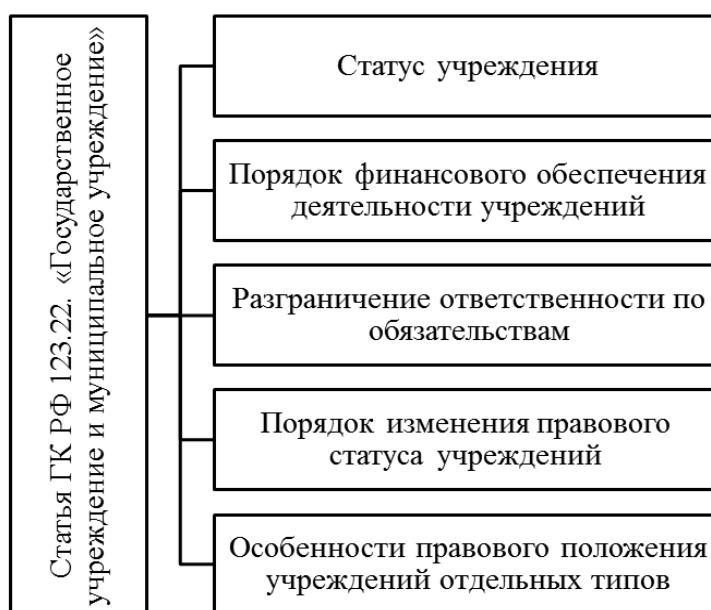 Статья ГК РФ 123.22. «Государственное
учреждение и муниципальное учреждение»
Статус учреждения
Порядок финансового обеспечения
деятельности учреждений
Разграничение ответственности по
обязательствам
Порядок изменения правового
статуса учреждений
Особенности правового положения
учреждений отдельных типов